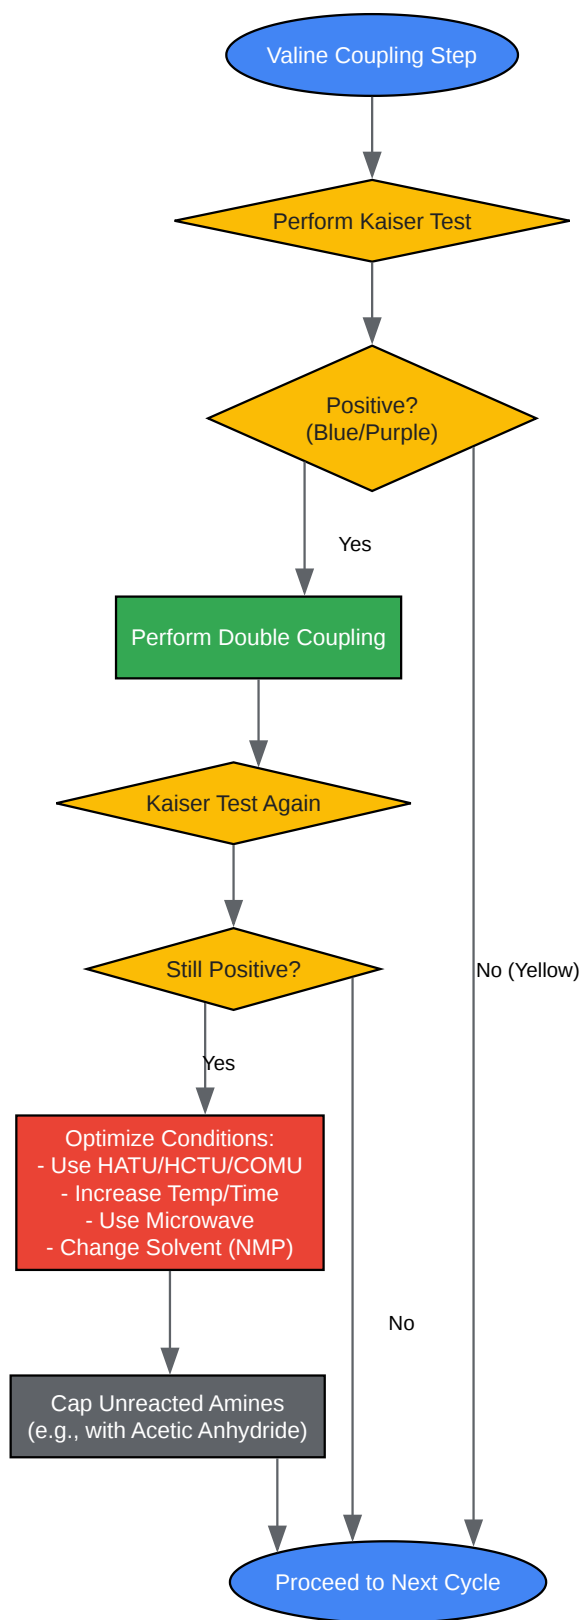 Valine Coupling Step
Perform Kaiser Test
Positive?
(Blue/Purple)
Yes
Perform Double Coupling
Kaiser Test Again
Still Positive?
No (Yellow)
Yes
Optimize Conditions:
- Use HATU/HCTU/COMU
- Increase Temp/Time
- Use Microwave
- Change Solvent (NMP)
No
Cap Unreacted Amines
(e.g., with Acetic Anhydride)
Proceed to Next Cycle